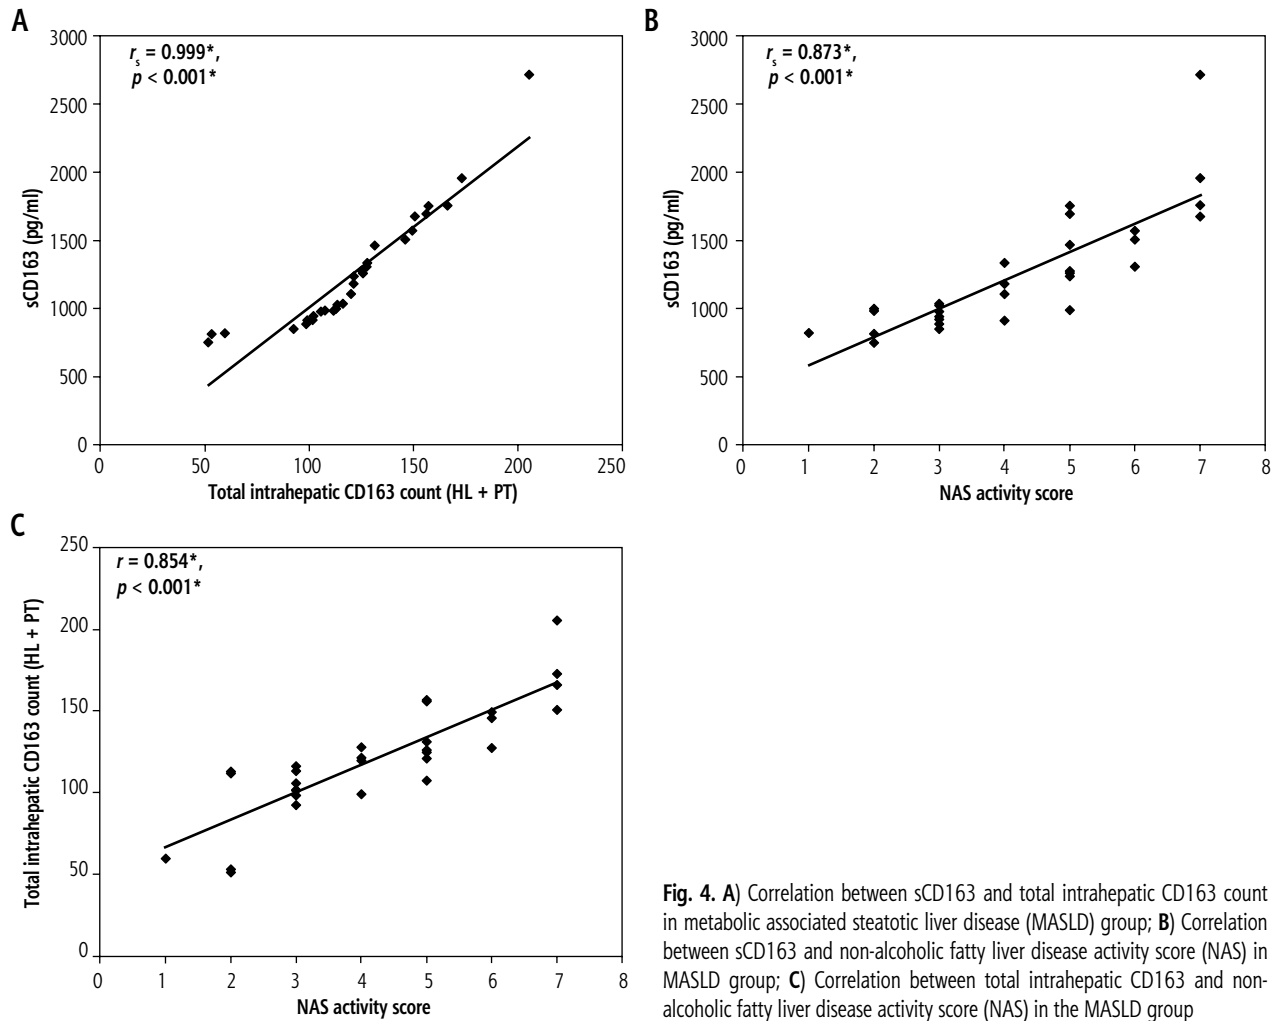 A
r_s = 0.999*,
p < 0.001*
3000
2500
2000
1500
1000
500
0
sCD163 (pg/ml)
0 50 100 150 200 250
Total intrahepatic CD163 count (HL + PT)
B
r_s = 0.873*,
p < 0.001*
3000
2500
2000
1500
1000
500
0
sCD163 (pg/ml)
0 1 2 3 4 5 6 7 8
NAS activity score
C
r = 0.854*,
p < 0.001*
250
200
150
100
50
0
Total intrahepatic CD163 count (HL + PT)
0 1 2 3 4 5 6 7 8
NAS activity score
Fig. 4. A) Correlation between sCD163 and total intrahepatic CD163 count
in metabolic associated steatotic liver disease (MASLD) group; B) Correlation
between sCD163 and non-alcoholic fatty liver disease activity score (NAS) in
MASLD group; C) Correlation between total intrahepatic CD163 and non-
alcoholic fatty liver disease activity score (NAS) in the MASLD group